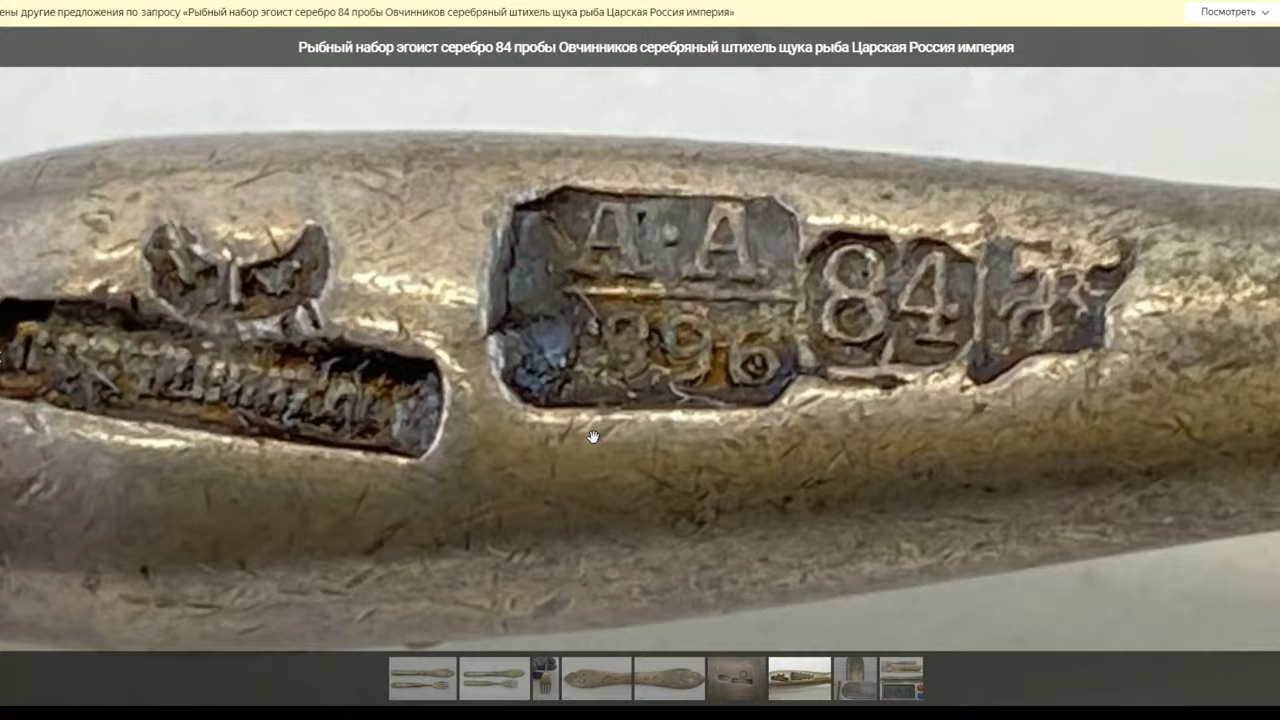 ены другие предложения по запросу «Рыбный набор эгоист серебро 84 пробы Овчинников серебряный штихель щука рыба Царская Россия империя»
Посмотреть
Рыбный набор эгоист серебро 84 пробы Овчинников серебряный штихель щука рыба Царская Россия империя
А·А
84
896